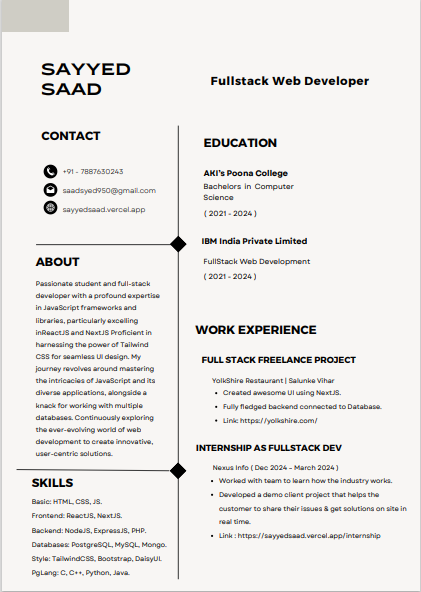 SAYYED
SAAD
Fullstack Web Developer
CONTACT
+91 - 7887630243
saadsyed950@gmail.com
sayyedsaad.vercel.app
ABOUT
Passionate student and full-stack
developer with a profound expertise
in JavaScript frameworks and
libraries, particularly excelling
inReactJS and NextJS Proficient in
harnessing the power of Tailwind
CSS for seamless UI design. My
journey revolves around mastering
the intricacies of JavaScript and its
diverse applications, alongside a
knack for working with multiple
databases. Continuously exploring
the ever-evolving world of web
development to create innovative,
user-centric solutions.
SKILLS
Basic: HTML, CSS, JS.
Frontend: ReactJS, NextJS.
Backend: NodeJS, ExpressJS, PHP.
Databases: PostgreSQL, MySQL, Mongo.
Style: TailwindCSS, Bootstrap, DaisyUI.
PgLang: C, C++, Python, Java.
EDUCATION
AKI's Poona College
Bachelors in Computer
Science
( 2021 - 2024 )
IBM India Private Limited
FullStack Web Development
( 2021 - 2024 )
WORK EXPERIENCE
FULL STACK FREELANCE PROJECT
YolkShire Restaurant | Salunke Vihar
• Created awesome UI using NextJS.
• Fully fledged backend connected to Database.
• Link: https://yolkshire.com/
INTERNSHIP AS FULLSTACK DEV
Nexus Info ( Dec 2024 – March 2024 )
• Worked with team to learn how the industry works.
• Developed a demo client project that helps the
customer to share their issues & get solutions on site in
real time.
• Link : https://sayyedsaad.vercel.app/internship